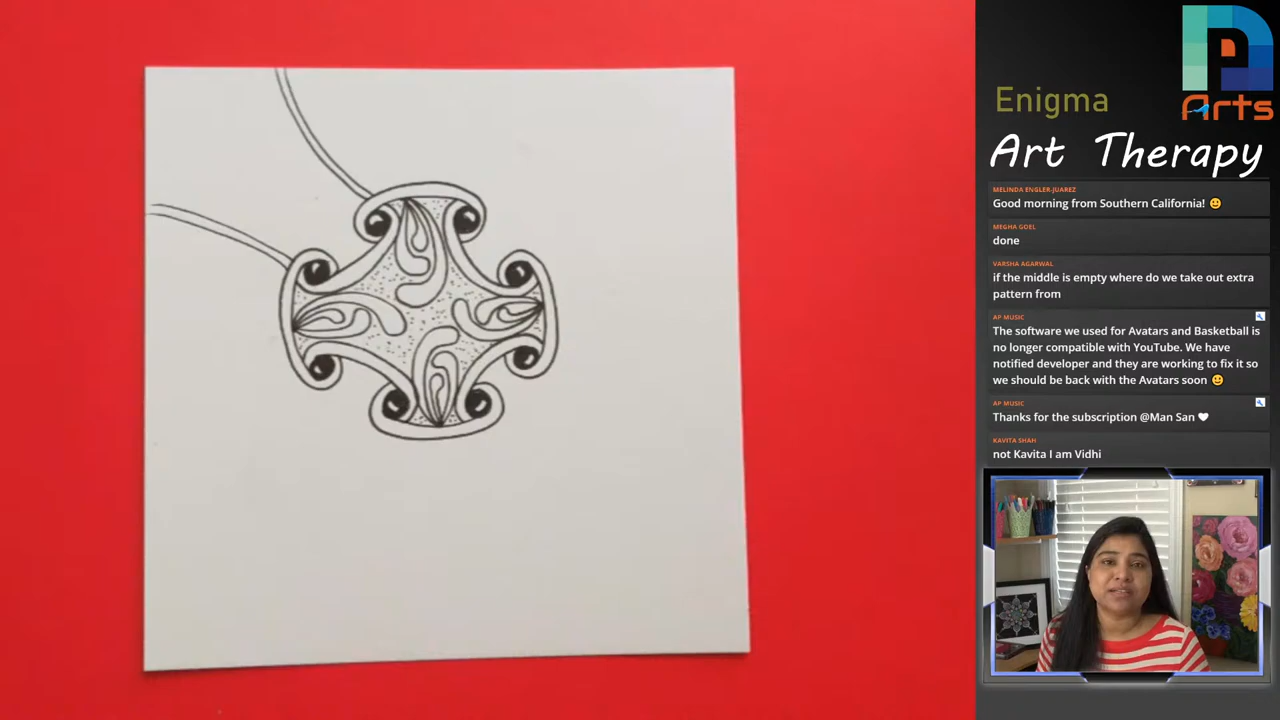 Enigma
Arts
Art Therapy
MELINDA ENGLER-JUAREZ
Good morning from Southern California! 😀
MEGHA GOEL
done
VARSHA AGARWAL
if the middle is empty where do we take out extra
pattern from
AP MUSIC
The software we used for Avatars and Basketball is
no longer compatible with YouTube. We have
notified developer and they are working to fix it so
we should be back with the Avatars soon 😀
AP MUSIC
Thanks for the subscription @Man San ❤
KAVITA SHAH
not Kavita I am Vidhi